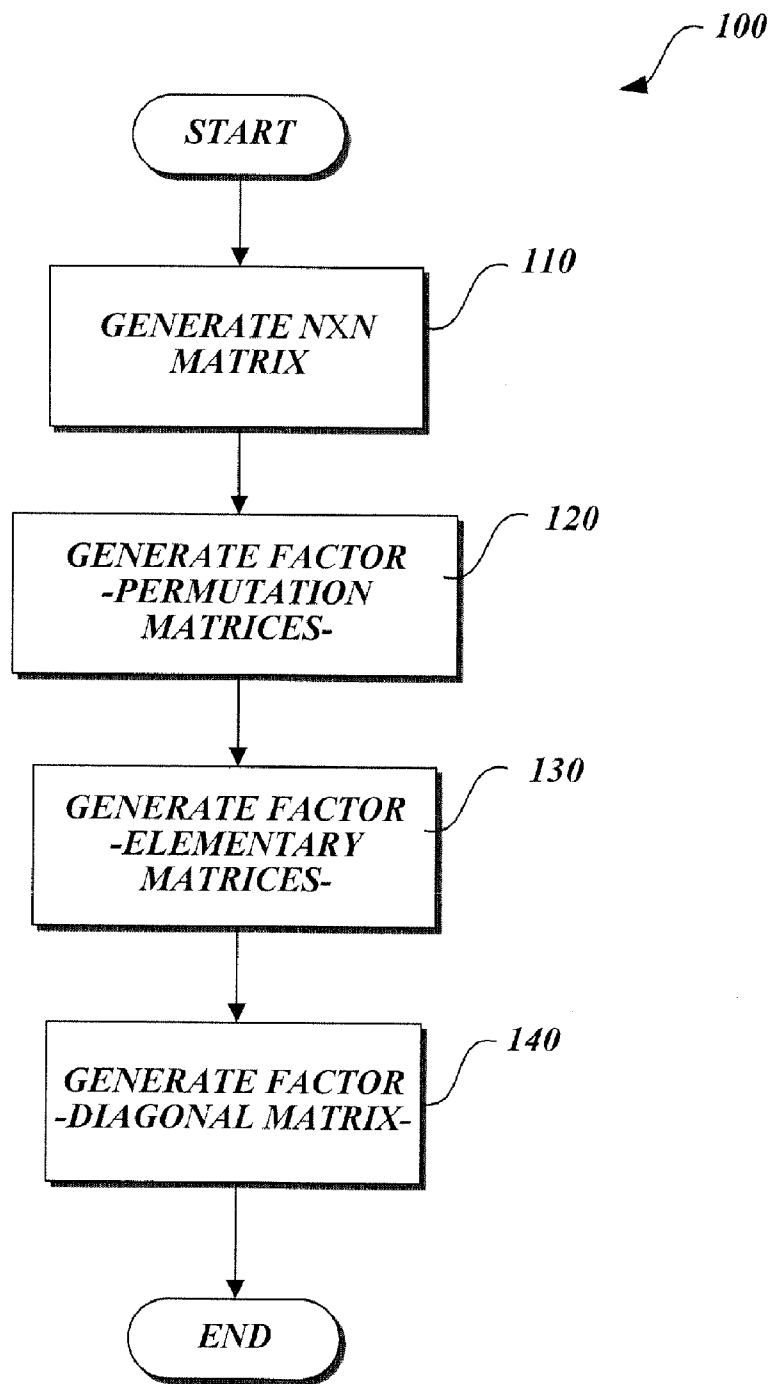 100
START
110
GENERATE NXN
MATRIX
120
GENERATE FACTOR
-PERMUTATION
MATRICES-
130
GENERATE FACTOR
-ELEMENTARY
MATRICES-
140
GENERATE FACTOR
-DIAGONAL MATRIX-
END